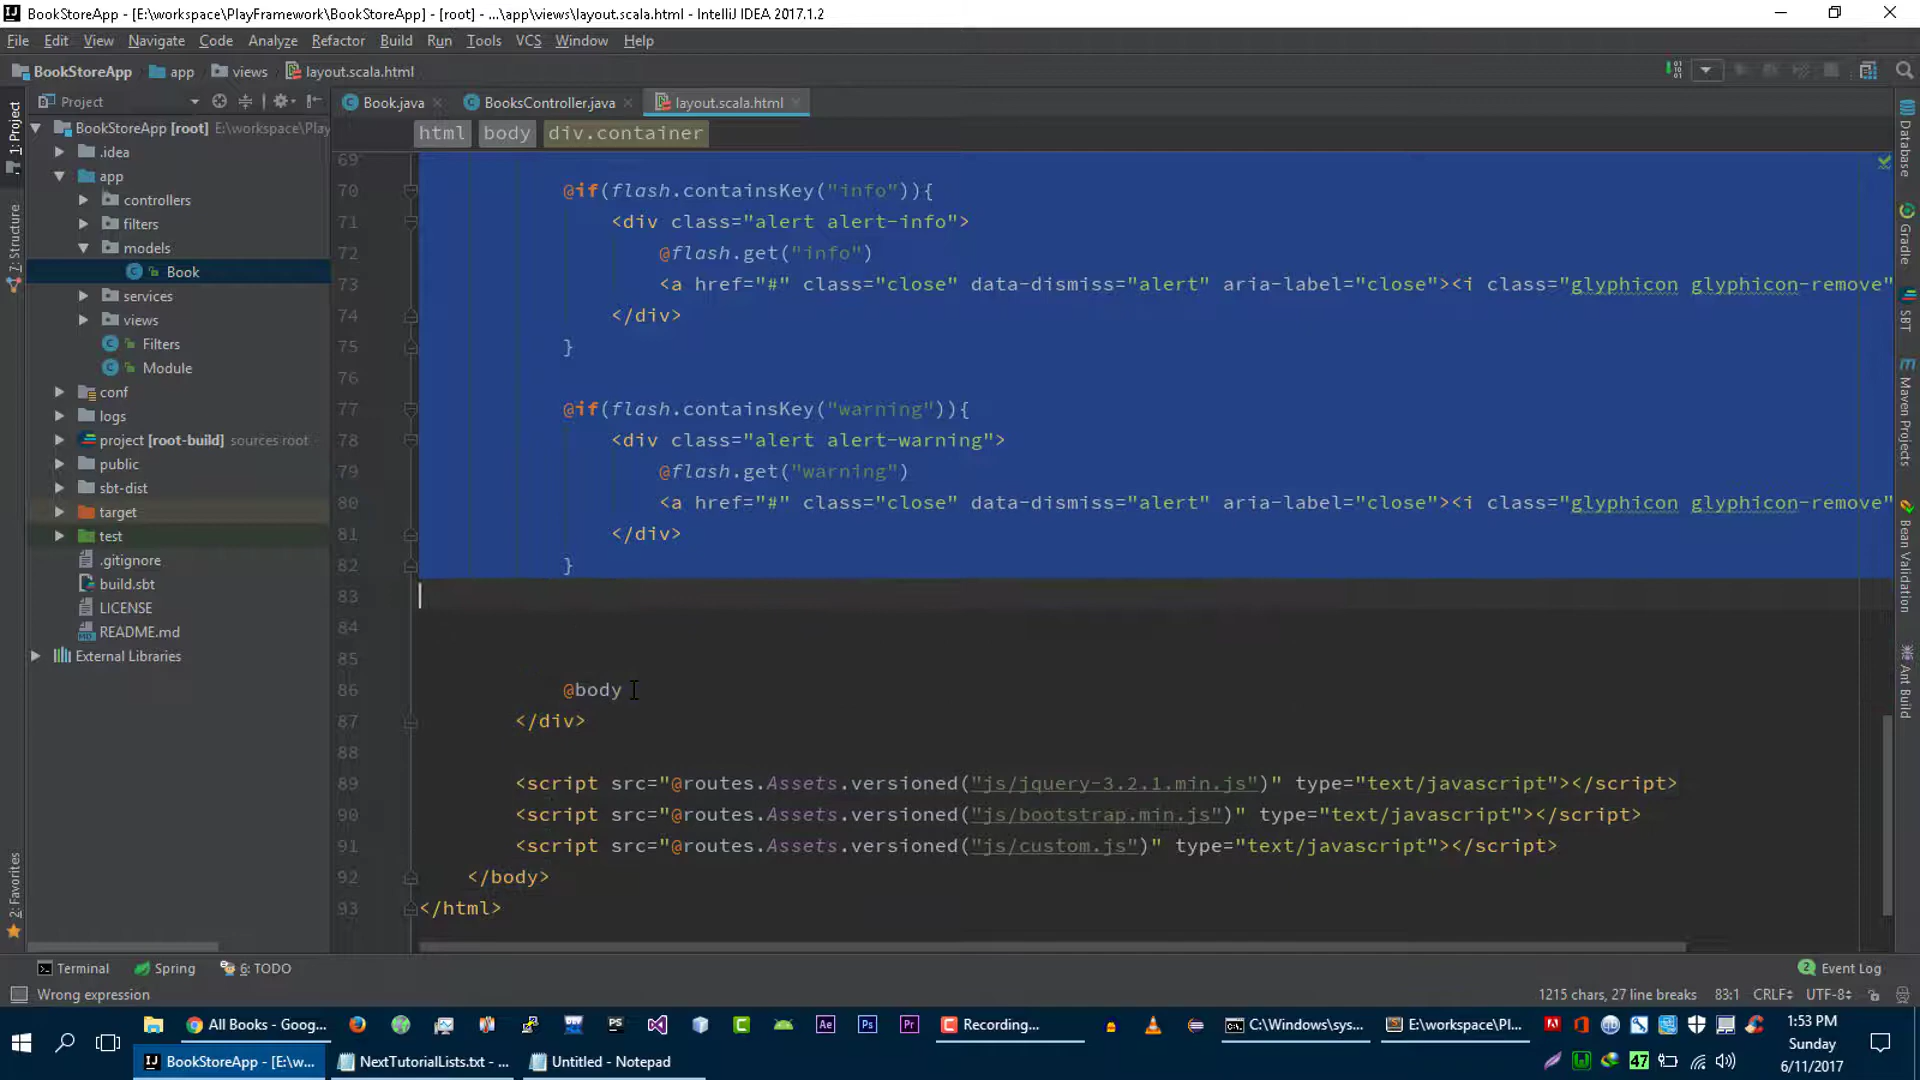 BookStoreApp - [E:\workspace\PlayFramework\BookStoreApp] - [root] - ...\app\views\layout.scala.html - IntelliJ IDEA 2017.1.2
File Edit View Navigate Code Analyze Refactor Build Run Tools VCS Window Help
BookStoreApp app views layout.scala.html
Project
Book.java BooksController.java layout.scala.html
html body div.container
1: Project
7: Structure
2: Favorites
BookStoreApp [root] E:\workspace\Play
.idea
app
controllers
filters
models
Book
services
views
Filters
Module
conf
logs
project [root-build] sources root
public
sbt-dist
target
test
.gitignore
build.sbt
LICENSE
README.md
External Libraries
69
70 @if(flash.containsKey("info")){
71 <div class="alert alert-info">
72 @flash.get("info")
73 <a href="#" class="close" data-dismiss="alert" aria-label="close"><i class="glyphicon glyphicon-remove"
74 </div>
75 }
76
77 @if(flash.containsKey("warning")){
78 <div class="alert alert-warning">
79 @flash.get("warning")
80 <a href="#" class="close" data-dismiss="alert" aria-label="close"><i class="glyphicon glyphicon-remove"
81 </div>
82 }
83
84
85
86 @body
87 </div>
88
89 <script src="@routes.Assets.versioned("js/jquery-3.2.1.min.js")" type="text/javascript"></script>
90 <script src="@routes.Assets.versioned("js/bootstrap.min.js")" type="text/javascript"></script>
91 <script src="@routes.Assets.versioned("js/custom.js")" type="text/javascript"></script>
92 </body>
93 </html>
Database
Gradle
SBT
Maven Projects
Bean Validation
Ant Build
Terminal Spring 6: TODO 2 Event Log
Wrong expression 1215 chars, 27 line breaks 83:1 CRLF UTF-8
All Books - Goog... PS Ae Ps Pr Recording... C:\Windows\sys... E:\workspace\Pl...
BookStoreApp - [E:\w... NextTutorialLists.txt - ... Untitled - Notepad
47
1:53 PM
Sunday
6/11/2017